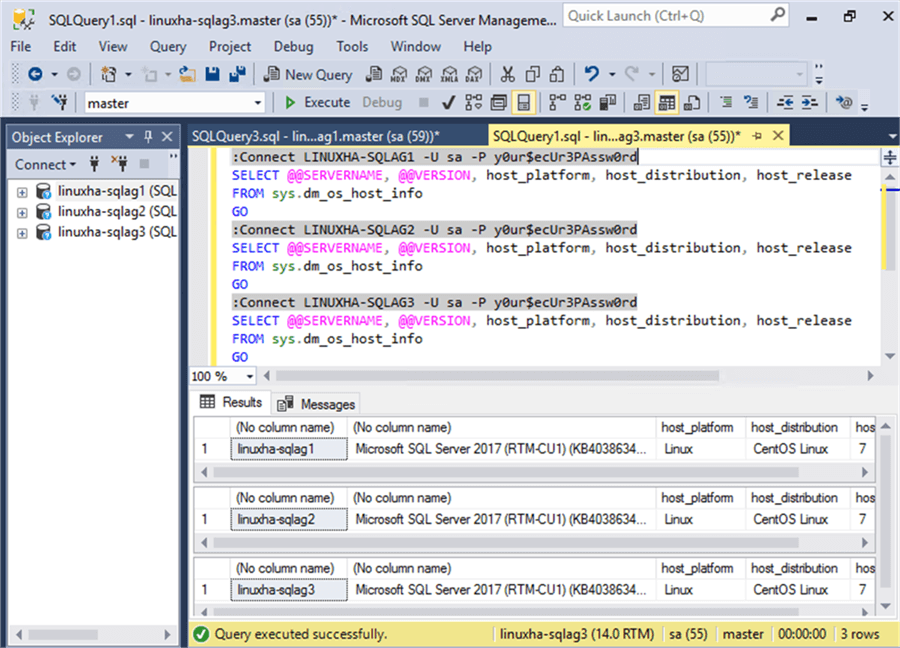 SQLQuery1.sql - linuxha-sqlag3.master (sa (55))* - Microsoft SQL Server Manageme...
Quick Launch (Ctrl+Q)
File Edit View Query Project Debug Tools Window Help
New Query
MDX DMX XMLA DAX
master Execute Debug
Object Explorer
SQLQuery3.sql - lin...ag1.master (sa (59))* SQLQuery1.sql - lin...ag3.master (sa (55))*
Connect
linuxha-sqlag1 (SQL
linuxha-sqlag2 (SQL
linuxha-sqlag3 (SQL
:Connect LINUXHA-SQLAG1 -U sa -P y0ur$ecUr3PAssw0rd
SELECT @@SERVERNAME, @@VERSION, host_platform, host_distribution, host_release
FROM sys.dm_os_host_info
GO
:Connect LINUXHA-SQLAG2 -U sa -P y0ur$ecUr3PAssw0rd
SELECT @@SERVERNAME, @@VERSION, host_platform, host_distribution, host_release
FROM sys.dm_os_host_info
GO
:Connect LINUXHA-SQLAG3 -U sa -P y0ur$ecUr3PAssw0rd
SELECT @@SERVERNAME, @@VERSION, host_platform, host_distribution, host_release
FROM sys.dm_os_host_info
GO
100 %
Results Messages
(No column name) (No column name) host_platform host_distribution hos
1 linuxha-sqlag1 Microsoft SQL Server 2017 (RTM-CU1) (KB4038634... Linux CentOS Linux 7
(No column name) (No column name) host_platform host_distribution hos
1 linuxha-sqlag2 Microsoft SQL Server 2017 (RTM-CU1) (KB4038634... Linux CentOS Linux 7
(No column name) (No column name) host_platform host_distribution hos
1 linuxha-sqlag3 Microsoft SQL Server 2017 (RTM-CU1) (KB4038634... Linux CentOS Linux 7
Query executed successfully. linuxha-sqlag3 (14.0 RTM) sa (55) master 00:00:00 3 rows